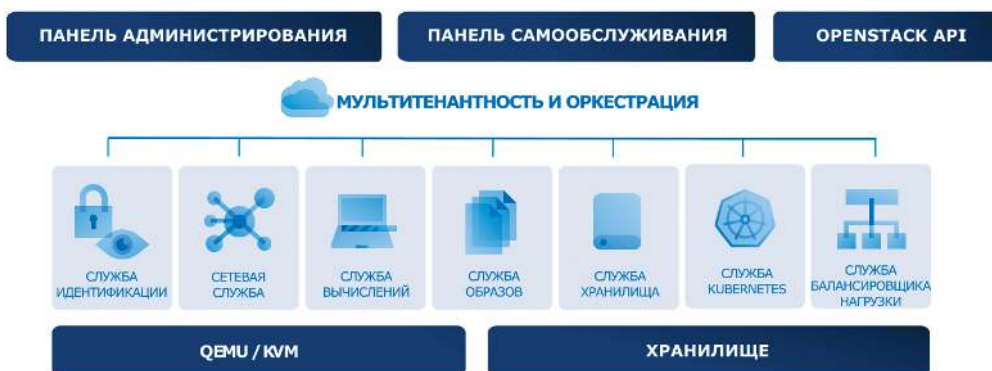 ПАНЕЛЬ АДМИНИСТРИРОВАНИЯ
ПАНЕЛЬ САМООБСЛУЖИВАНИЯ
OPENSTACK API
МУЛЬТИТЕНАНТНОСТЬ И ОРКЕСТРАЦИЯ
СЛУЖБА
ИДЕНТИФИКАЦИИ
СЕТЕВАЯ
СЛУЖБА
СЛУЖБА
ВЫЧИСЛЕНИЙ
СЛУЖБА
ОБРАЗОВ
СЛУЖБА
ХРАНИЛИЩА
СЛУЖБА
KUBERNETES
СЛУЖБА
БАЛАНСИРОВЩИКА
НАГРУЗКИ
QEMU / KVM
ХРАНИЛИЩЕ